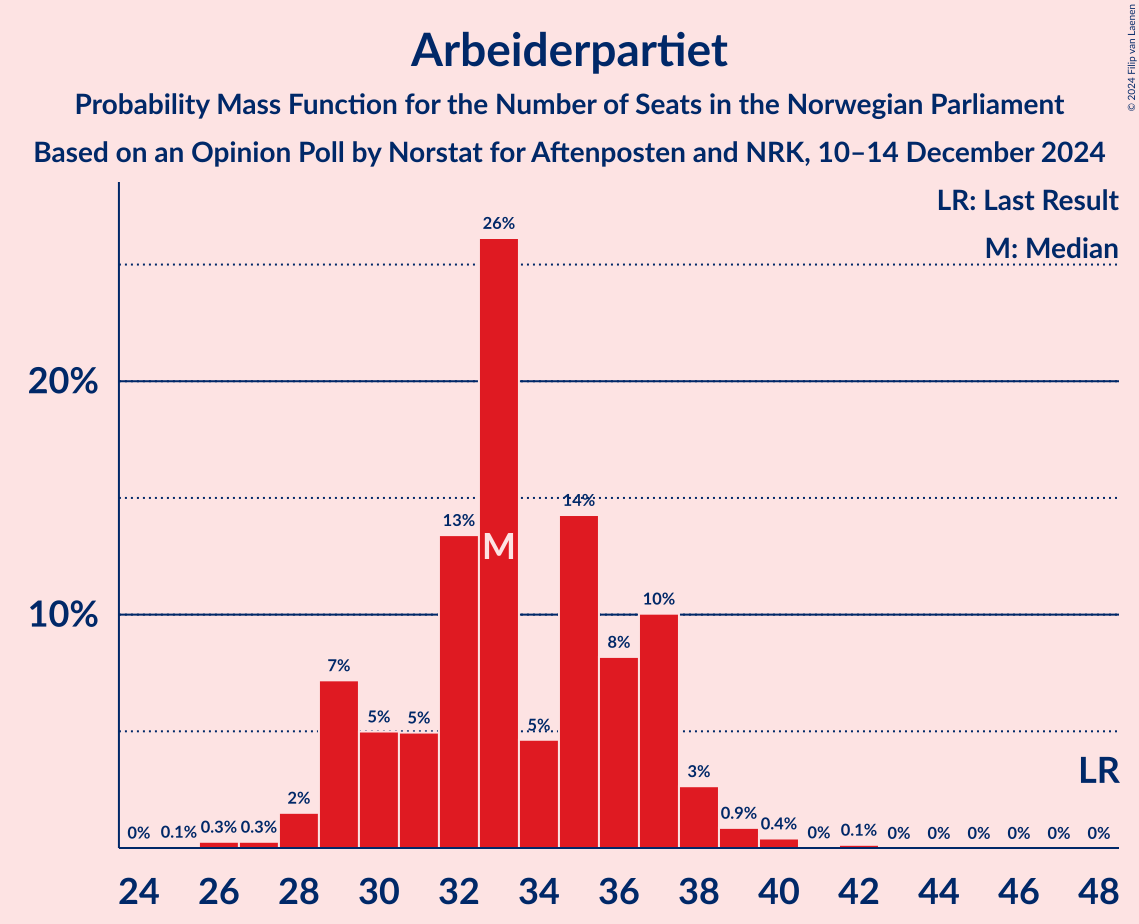 Arbeiderpartiet
Probability Mass Function for the Number of Seats in the Norwegian Parliament
Based on an Opinion Poll by Norstat for Aftenposten and NRK, 10–14 December 2024
© 2024 Filip van Laenen
LR: Last Result
M: Median
20%
10%
0% 0.1% 0.3% 0.3% 2% 7% 5% 5% 13% 26% 5% 14% 8% 10% 3% 0.9% 0.4% 0% 0.1% 0% 0% 0% 0% 0% 0%
M
LR
24 26 28 30 32 34 36 38 40 42 44 46 48